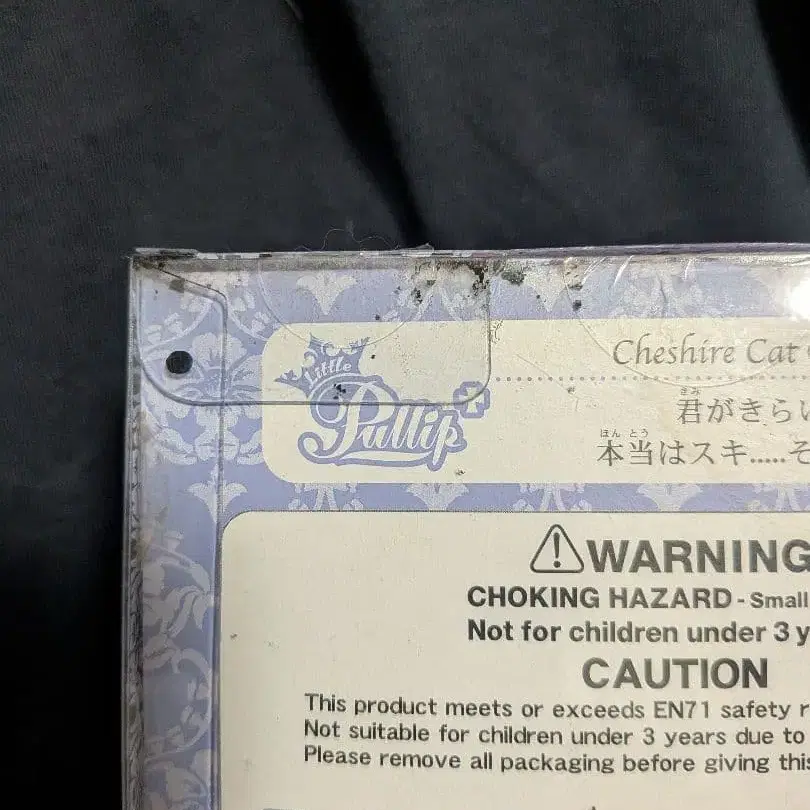 Little
Pullip+
Cheshire Cat
きみ
君がきら
ほんとう
本当はスキ.....そ
WARNING
CHOKING HAZARD - Small
Not for children under 3 y
CAUTION
This product meets or exceeds EN71 safety r
Not suitable for children under 3 years due to
Please remove all packaging before giving this